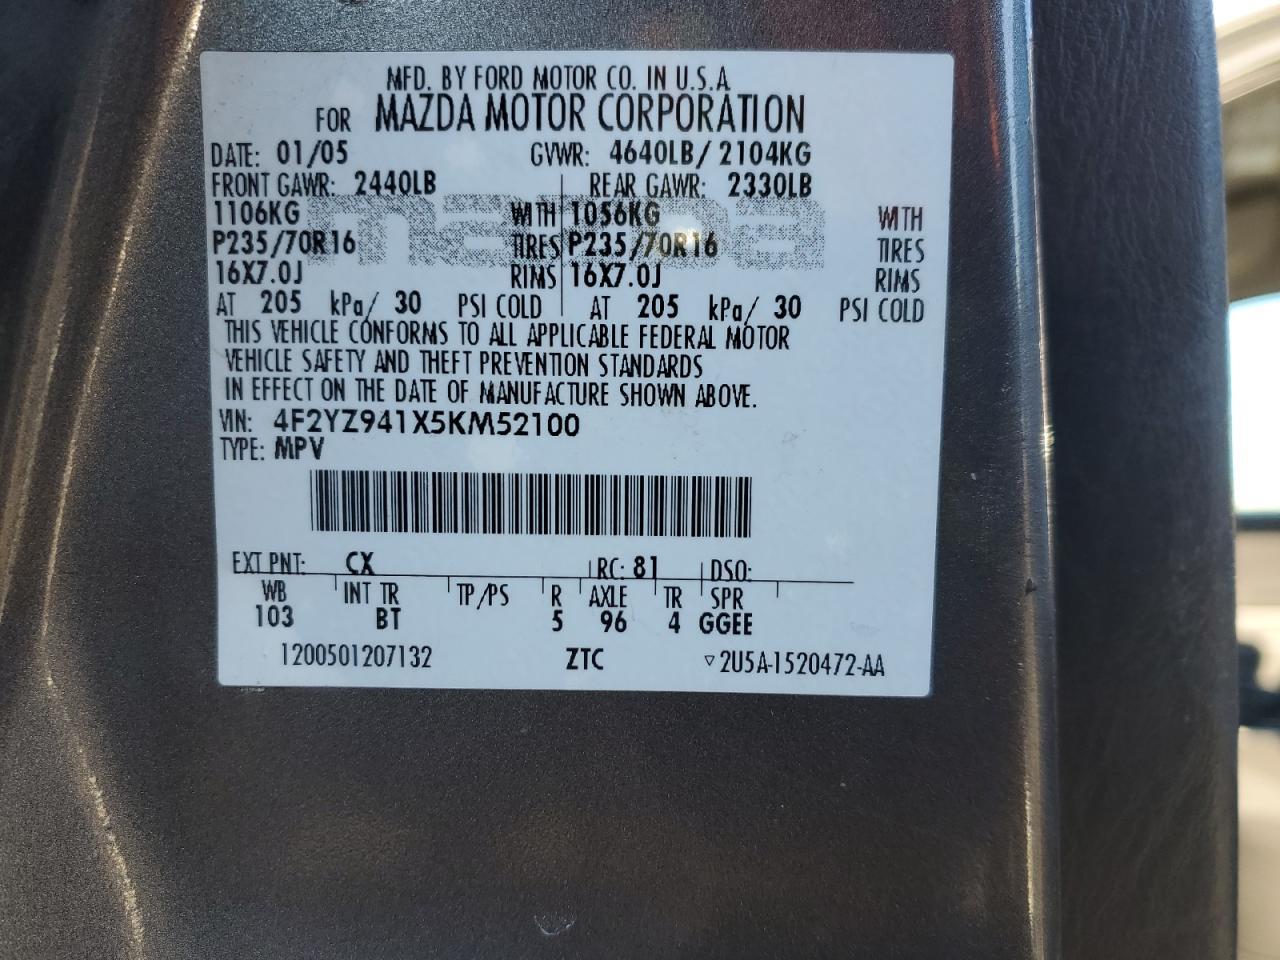 MFD. BY FORD MOTOR CO. IN U.S.A
FOR MAZDA MOTOR CORPORATION
DATE: 01/05 GVWR: 4640LB/ 2104KG
FRONT GAWR: 2440LB REAR GAWR: 2330LB
1106KG WITH 1056KG WITH
P235/70R16 TIRES P235/70R16 TIRES
16X7.0J RIMS 16X7.0J RIMS
AT 205 kPa/ 30 PSI COLD AT 205 kPa/ 30 PSI COLD
THIS VEHICLE CONFORMS TO ALL APPLICABLE FEDERAL MOTOR
VEHICLE SAFETY AND THEFT PREVENTION STANDARDS
IN EFFECT ON THE DATE OF MANUFACTURE SHOWN ABOVE.
VIN: 4F2YZ941X5KM52100
TYPE: MPV
EXT PNT: CX RC: 81 DSO:
WB INT TR TP/PS R AXLE TR SPR
103 BT 5 96 4 GGEE
1200501207132 ZTC ▽2U5A-1520472-AA